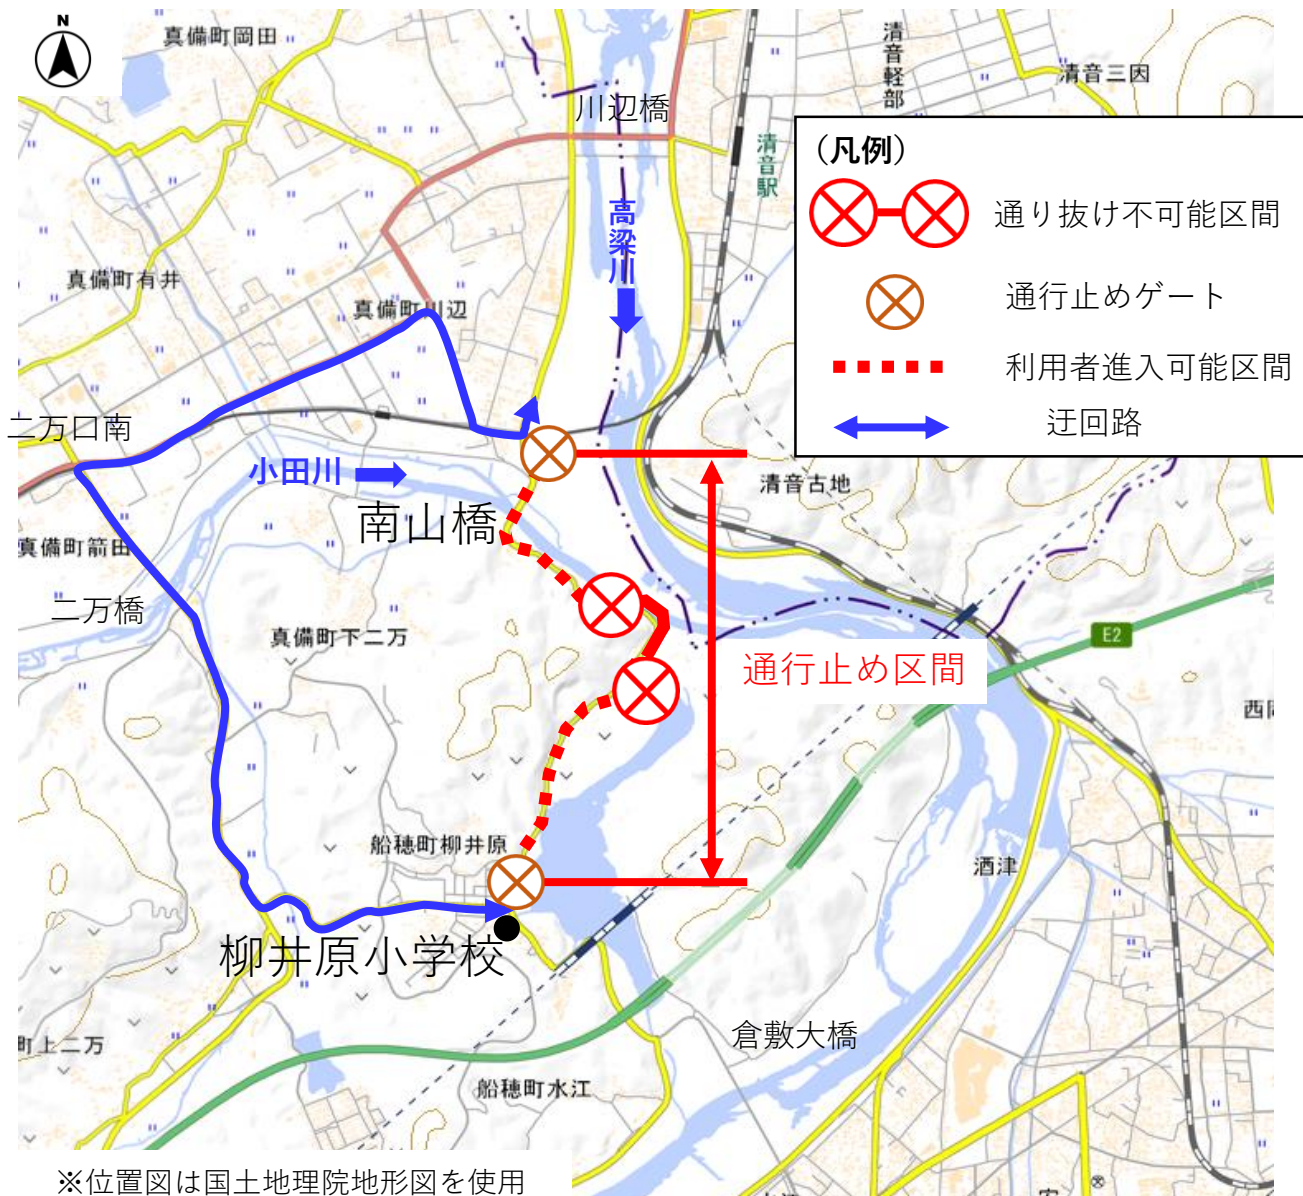 N
真備町岡田
川辺橋
清音軽部
清音三因
清音駅
(凡例)
通り抜け不可能区間
通行止めゲート
利用者進入可能区間
迂回路
高梁川
真備町有井
真備町川辺
二万口南
小田川
南山橋
清音古地
真備町箭田
二万橋
真備町下二万
E2
通行止め区間
船穂町柳井原
酒津
柳井原小学校
町上二万
倉敷大橋
船穂町水江
※位置図は国土地理院地形図を使用